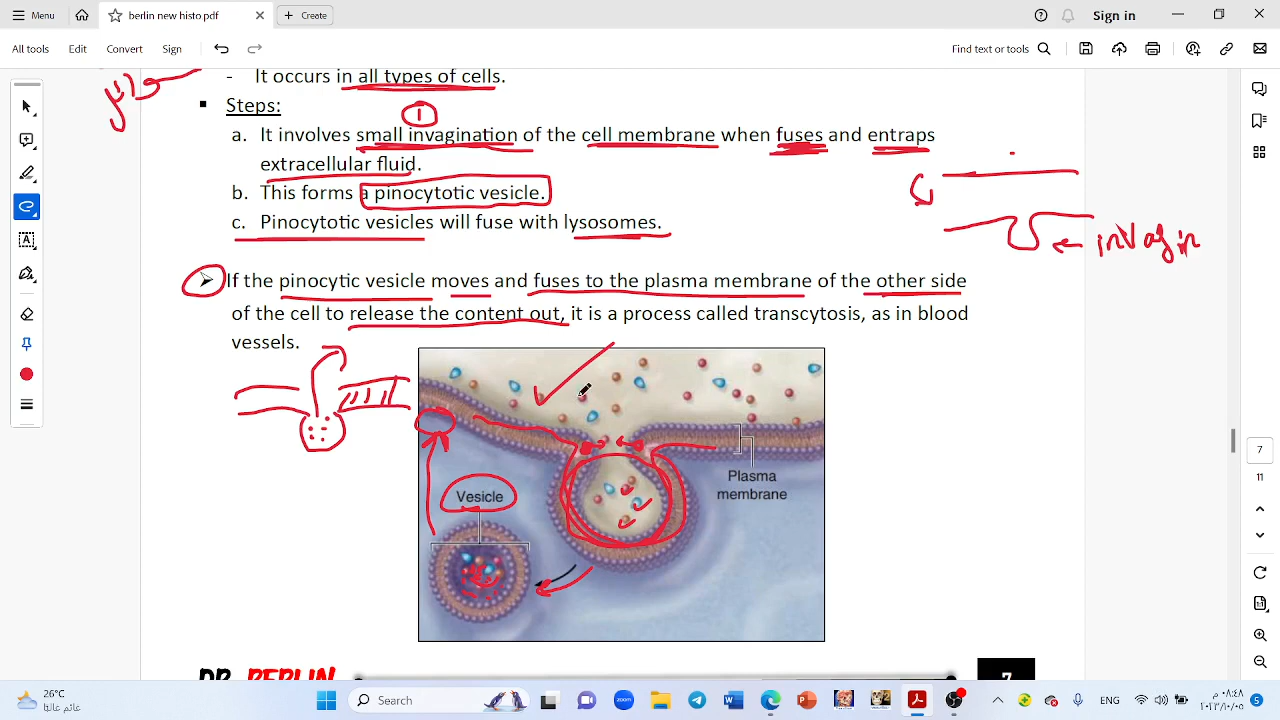 Menu
berlin new histo pdf
Create
Sign in
All tools
Edit
Convert
Sign
Find text or tools
- It occurs in all types of cells.
▪ Steps:
1
a. It involves small invagination of the cell membrane when fuses and entraps
extracellular fluid.
b. This forms a pinocytotic vesicle.
c. Pinocytotic vesicles will fuse with lysosomes.
← invagin
➢ If the pinocytic vesicle moves and fuses to the plasma membrane of the other side
of the cell to release the content out, it is a process called transcytosis, as in blood
vessels.
Plasma
membrane
Vesicle
DR. BERLIN
7
7
11
26°C
Search
ENG
5